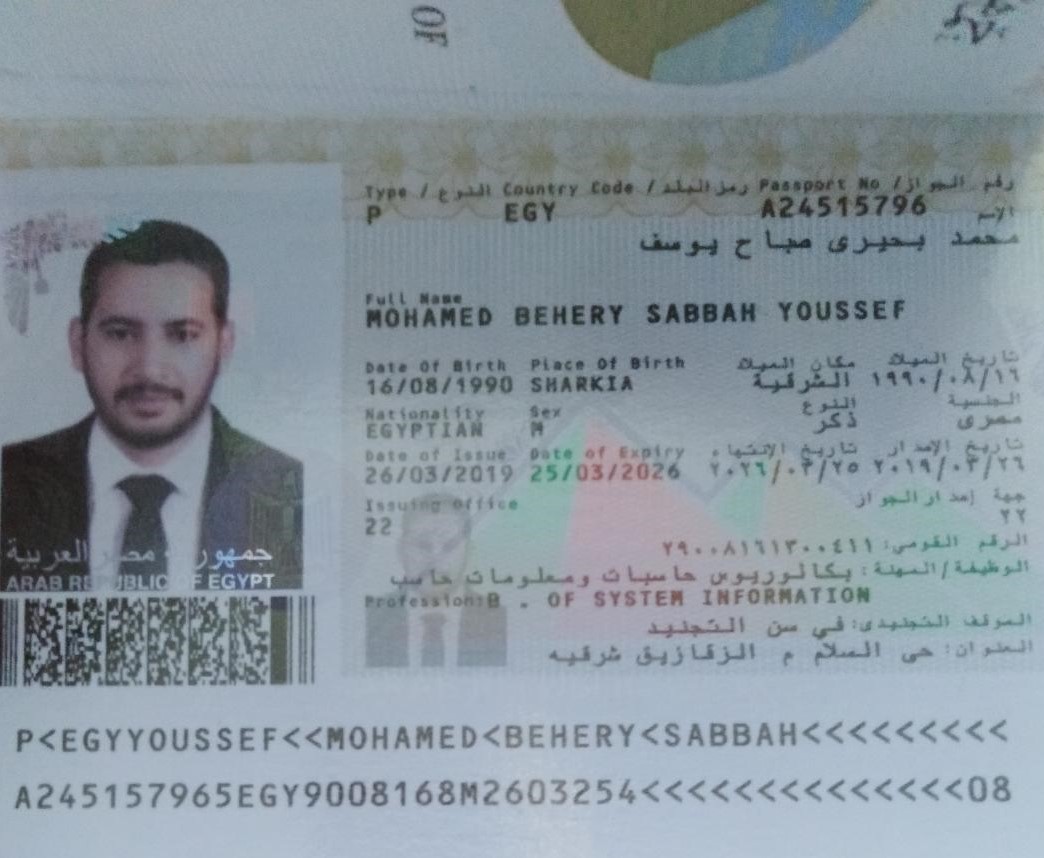 OF
Type / النوع Country Code / رمز البلد Passport No / رقم الجواز
P EGY A24515796 الإسم
محمد بحيرى صباح يوسف
Full Name
MOHAMED BEHERY SABBAH YOUSSEF
Date Of Birth Place Of Birth مكان الميلاد تاريخ الميلاد
16/08/1990 SHARKIA الشرقية ١٩٩٠/٠٨/١٦
Nationality Sex النوع الجنسية
EGYPTIAN M ذكر مصرى
Date of Issue Date of Expiry تاريخ الإنتهاء تاريخ الإصدار
26/03/2019 25/03/2026 ٢٠٢٦/٠٣/٢٥ ٢٠١٩/٠٣/٢٦
Issuing Office جهة إصدار الجواز
22 ٢٢
الرقم القومى: ٢٩٠٠٨١٦١٣٠٠٤١١
الوظيفة/المهنة: بكالوريوس حاسبات ومعلومات حاسب
Profession:B . OF SYSTEM INFORMATION
الموقف التجنيدى: في سن التجنيد
العنوان: حى السلام م الزقازيق شرقيه
جمهورية مصر العربية
ARAB REPUBLIC OF EGYPT
P<EGYYOUSSEF<<MOHAMED<BEHERY<SABBAH<<<<<<<<<
A245157965EGY9008168M2603254<<<<<<<<<<<<<<08